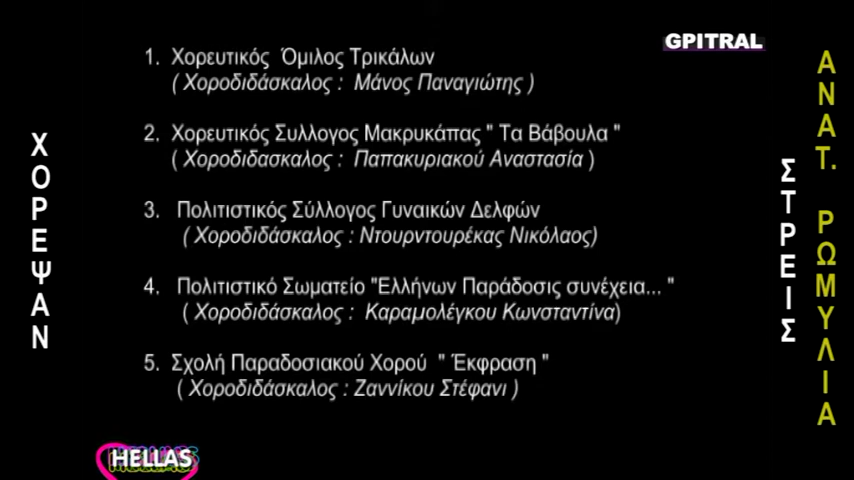 GPITRAL
ΧΟΡΕΨΑΝ
1. Χορευτικός Όμιλος Τρικάλων
( Χοροδιδάσκαλος : Μάνος Παναγιώτης )
2. Χορευτικός Συλλογος Μακρυκάπας " Τα Βάβουλα "
( Χοροδιδασκαλος : Παπακυριακού Αναστασία )
3. Πολιτιστικός Σύλλογος Γυναικών Δελφών
( Χοροδιδάσκαλος : Ντουρντουρέκας Νικόλαος)
4. Πολιτιστικό Σωματείο "Ελλήνων Παράδοσις συνέχεια... "
( Χοροδιδάσκαλος : Καραμολέγκου Κωνσταντίνα)
5. Σχολή Παραδοσιακού Χορού " Έκφραση "
( Χοροδιδάσκαλος : Ζαννίκου Στέφανι )
ΣΤΡΕΙΣ
ΑΝΑΤ. ΡΩΜΥΛΙΑ
HELLAS